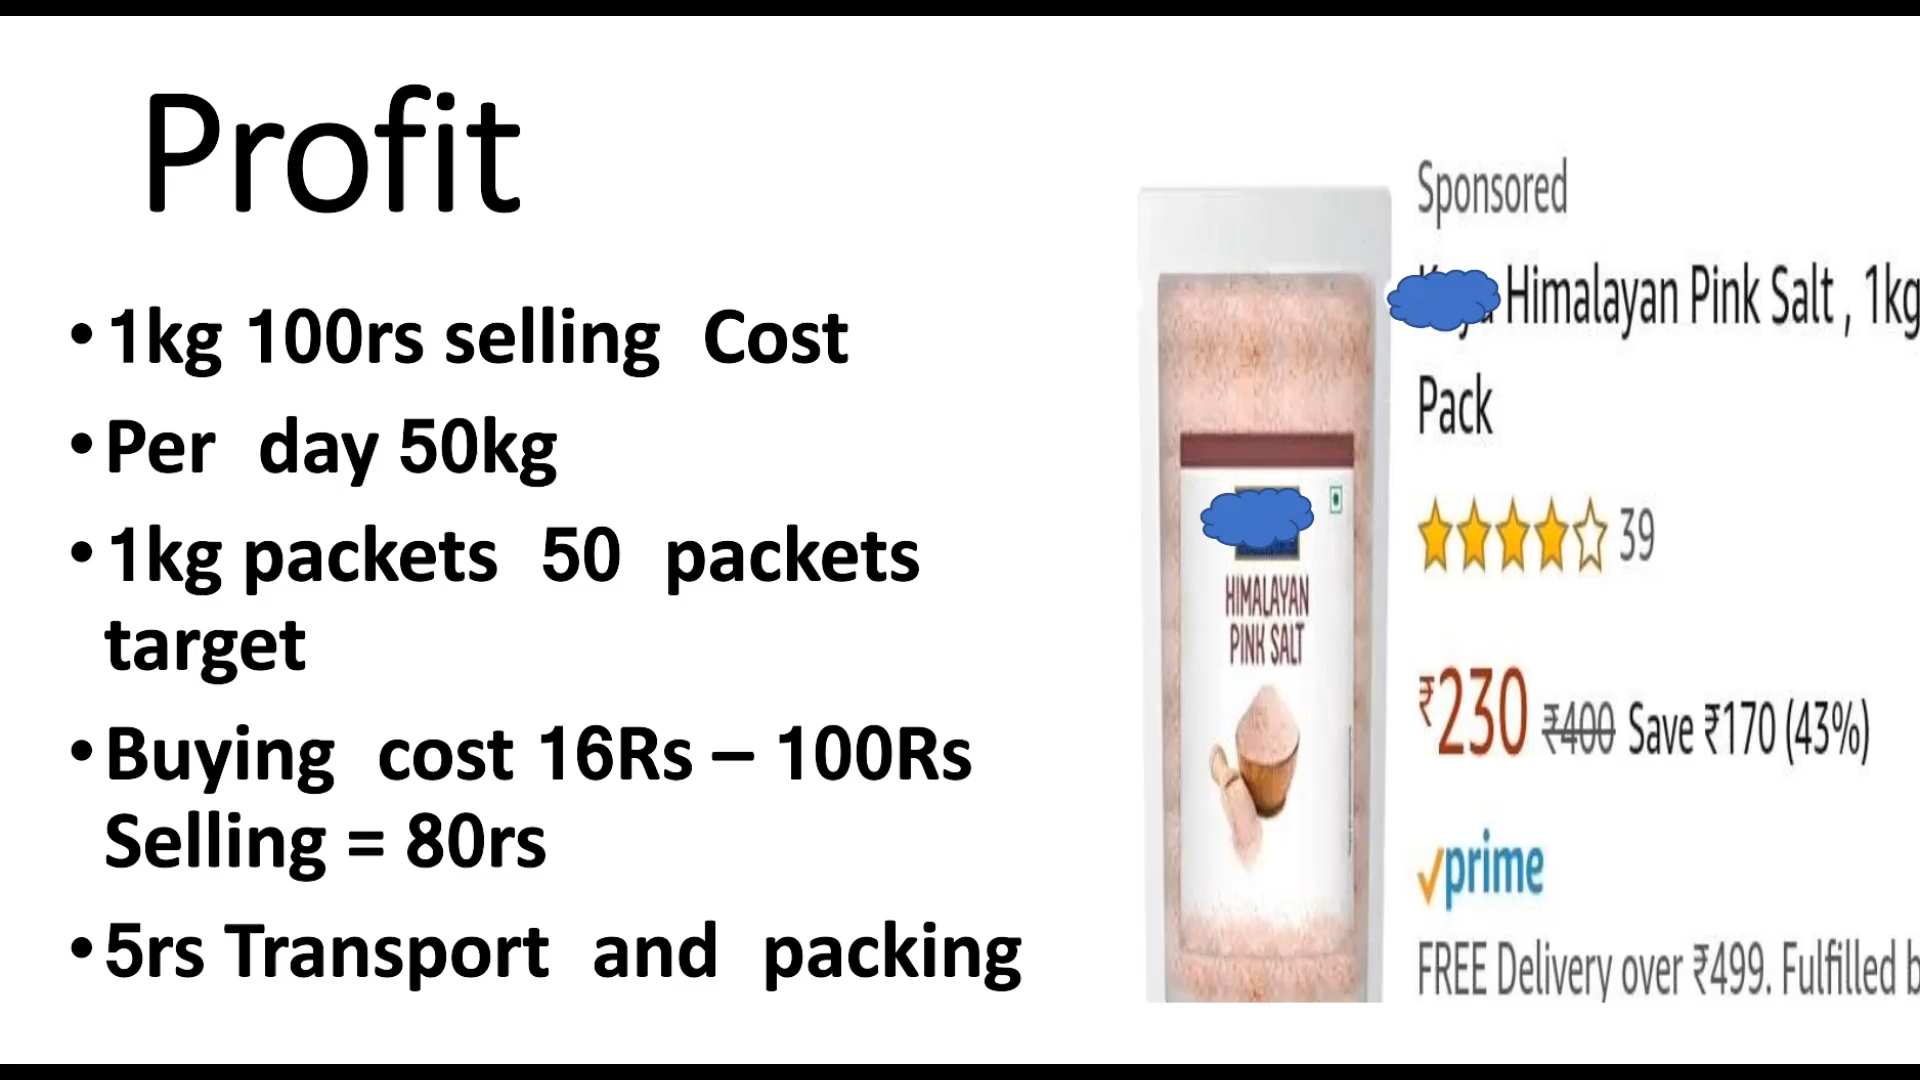 Profit
• 1kg 100rs selling Cost
• Per day 50kg
• 1kg packets 50 packets
target
• Buying cost 16Rs – 100Rs
Selling = 80rs
• 5rs Transport and packing
HIMALAYAN
PINK SALT
Sponsored
Himalayan Pink Salt , 1kg
Pack
39
₹230 ₹400 Save ₹170 (43%)
prime
FREE Delivery over ₹499. Fulfilled